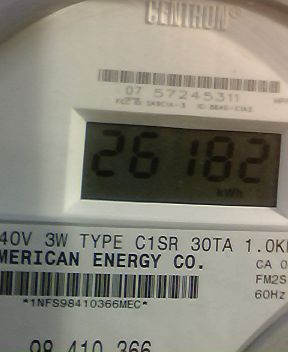 CENTRON®
07 57245311
26182
kWh
40V 3W TYPE C1SR 30TA 1.0K
MERICAN ENERGY CO.
CA 0
FM2S
60Hz
*1NFS98410366MEC*
98 410 366